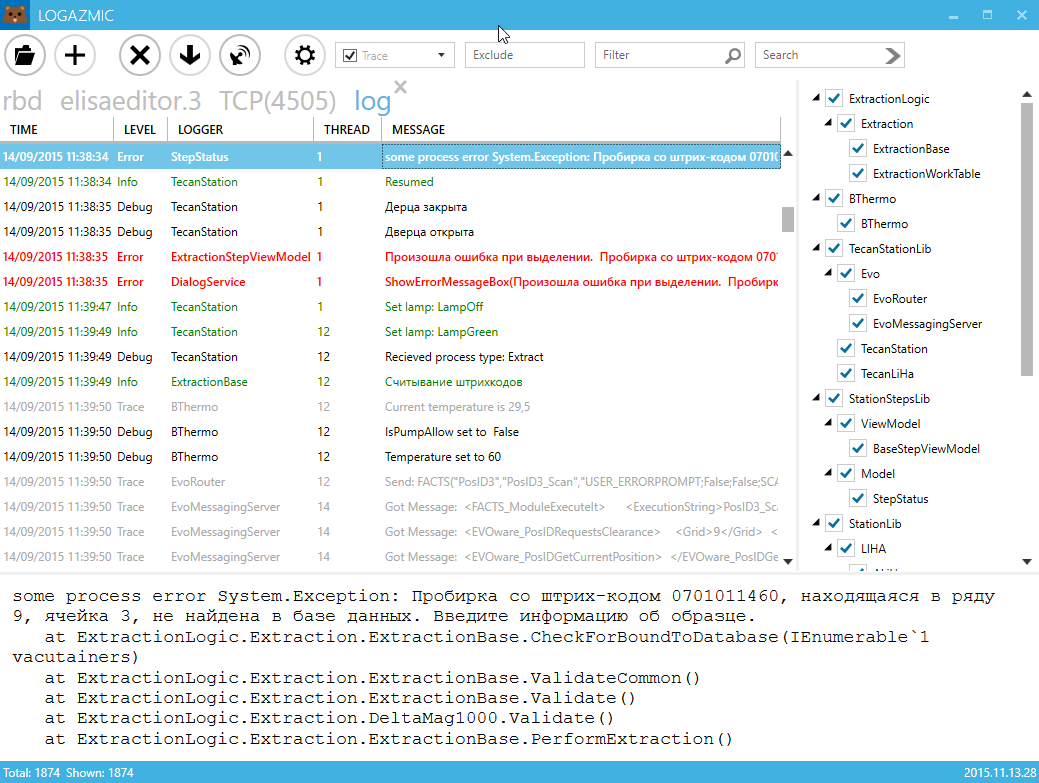 LOGAZMIC
Trace
Exclude
Filter
Search
rbd elisaeditor.3 TCP(4505) log
TIME LEVEL LOGGER THREAD MESSAGE
14/09/2015 11:38:34 Error StepStatus 1 some process error System.Exception: Пробирка со штрих-кодом 07010
14/09/2015 11:38:34 Info TecanStation 1 Resumed
14/09/2015 11:38:35 Debug TecanStation 1 Дерца закрыта
14/09/2015 11:38:35 Debug TecanStation 1 Дверца открыта
14/09/2015 11:38:35 Error ExtractionStepViewModel 1 Произошла ошибка при выделении. Пробирка со штрих-кодом 070
14/09/2015 11:38:35 Error DialogService 1 ShowErrorMessageBox(Произошла ошибка при выделении. Пробирк
14/09/2015 11:39:47 Info TecanStation 1 Set lamp: LampOff
14/09/2015 11:39:49 Info TecanStation 12 Set lamp: LampGreen
14/09/2015 11:39:49 Debug TecanStation 12 Recieved process type: Extract
14/09/2015 11:39:49 Info ExtractionBase 12 Считывание штрихкодов
14/09/2015 11:39:50 Trace BThermo 12 Current temperature is 29,5
14/09/2015 11:39:50 Debug BThermo 12 IsPumpAllow set to False
14/09/2015 11:39:50 Debug BThermo 12 Temperature set to 60
14/09/2015 11:39:50 Trace EvoRouter 12 Send: FACTS("PosID3","PosID3_Scan","USER_ERRORPROMPT;False;False;SCA
14/09/2015 11:39:50 Trace EvoMessagingServer 14 Got Message: <FACTS_ModuleExecuteIt> <ExecutionString>PosID3_Sca
14/09/2015 11:39:50 Trace EvoMessagingServer 14 Got Message: <EVOware_PosIDRequestsClearance> <Grid>9</Grid> <
14/09/2015 11:39:50 Trace EvoMessagingServer 14 Got Message: <EVOware_PosIDGetCurrentPosition> </EVOware_PosIDGe
ExtractionLogic
Extraction
ExtractionBase
ExtractionWorkTable
BThermo
BThermo
TecanStationLib
Evo
EvoRouter
EvoMessagingServer
TecanStation
TecanLiHa
StationStepsLib
ViewModel
BaseStepViewModel
Model
StepStatus
StationLib
LIHA
some process error System.Exception: Пробирка со штрих-кодом 0701011460, находящаяся в ряду
9, ячейка 3, не найдена в базе данных. Введите информацию об образце.
at ExtractionLogic.Extraction.ExtractionBase.CheckForBoundToDatabase(IEnumerable`1
vacutainers)
at ExtractionLogic.Extraction.ExtractionBase.ValidateCommon()
at ExtractionLogic.Extraction.ExtractionBase.Validate()
at ExtractionLogic.Extraction.DeltaMag1000.Validate()
at ExtractionLogic.Extraction.ExtractionBase.PerformExtraction()
Total: 1874 Shown: 1874
2015.11.13.28